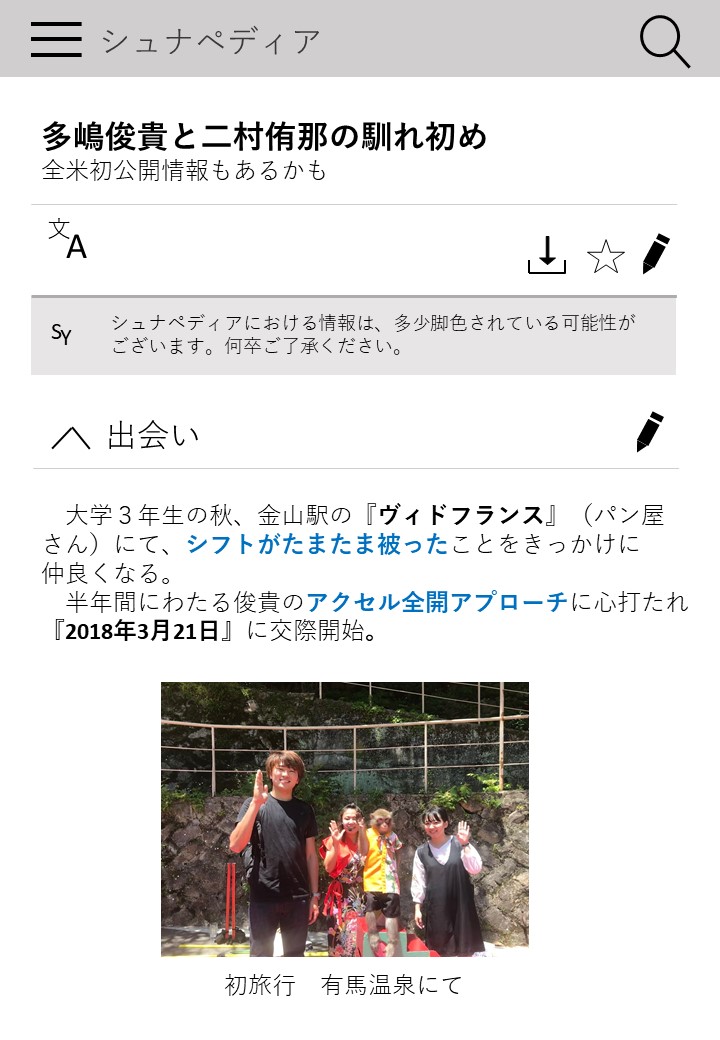 シュナペディア
多嶋俊貴と二村侑那の馴れ初め
全米初公開情報もあるかも
文A
SY
シュナペディアにおける情報は、多少脚色されている可能性が
ございます。何卒ご了承ください。
出会い
大学３年生の秋、金山駅の『ヴィドフランス』（パン屋
さん）にて、シフトがたまたま被ったことをきっかけに
仲良くなる。
半年間にわたる俊貴のアクセル全開アプローチに心打たれ
『2018年3月21日』に交際開始。
初旅行　有馬温泉にて